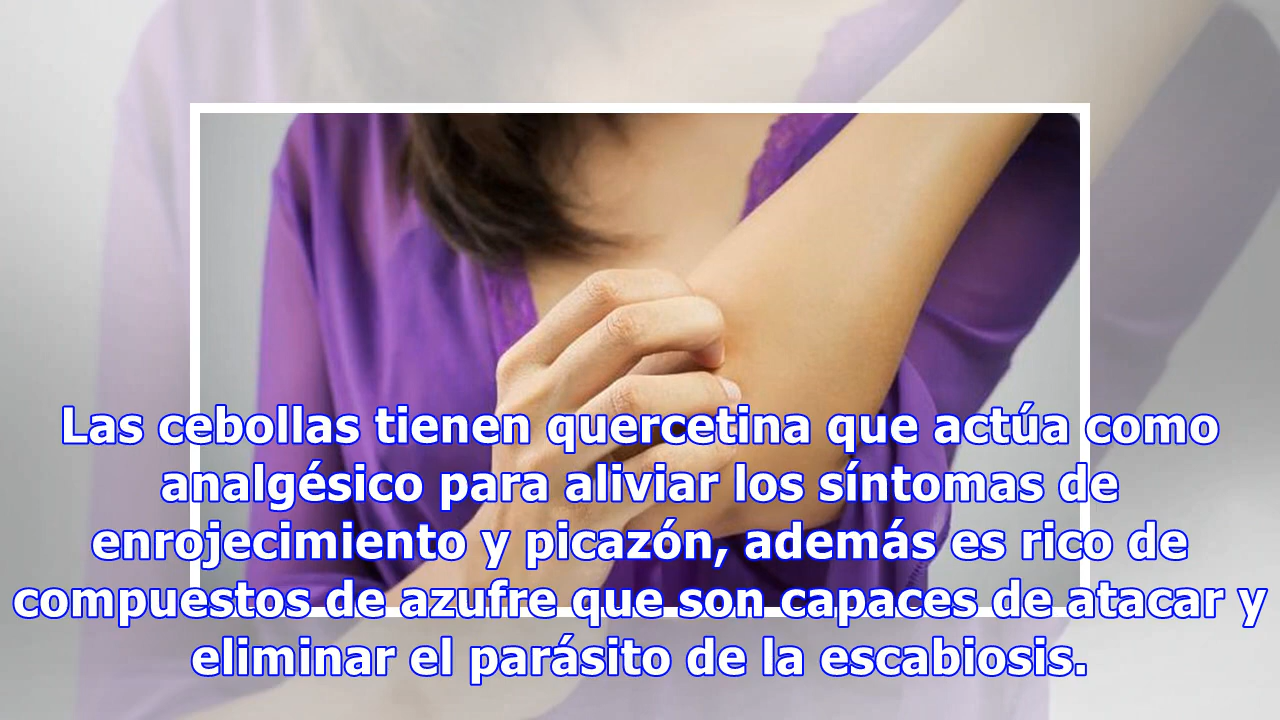 Las cebollas tienen quercetina que actúa como
analgésico para aliviar los síntomas de
enrojecimiento y picazón, además es rico de
compuestos de azufre que son capaces de atacar y
eliminar el parásito de la escabiosis.